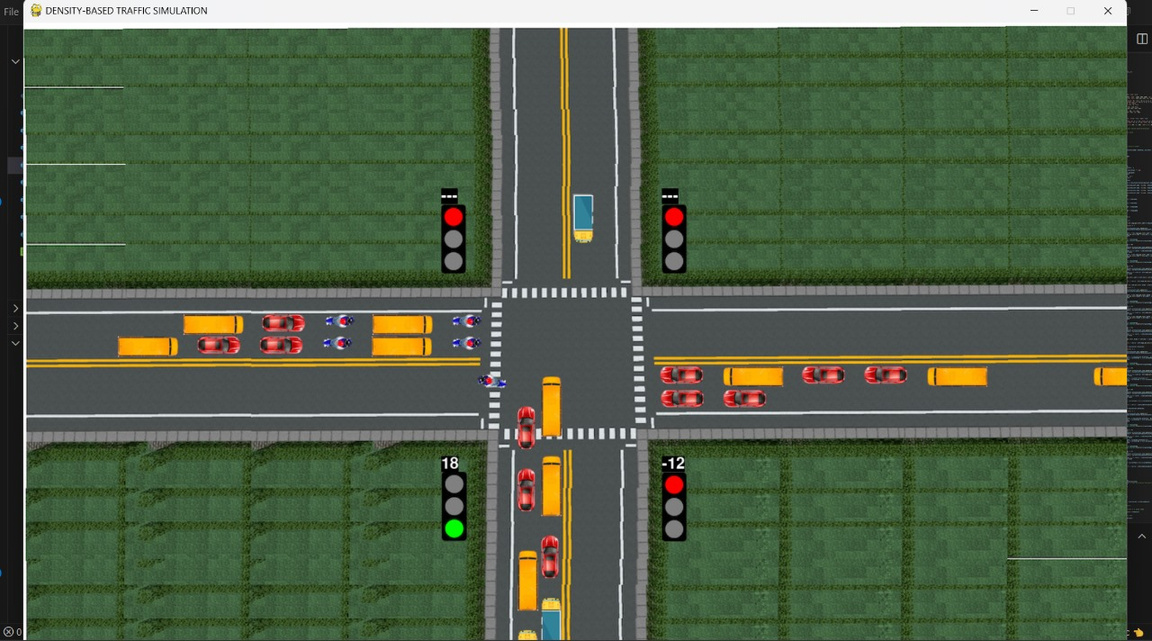 File
DENSITY-BASED TRAFFIC SIMULATION
---
---
18
-12
0